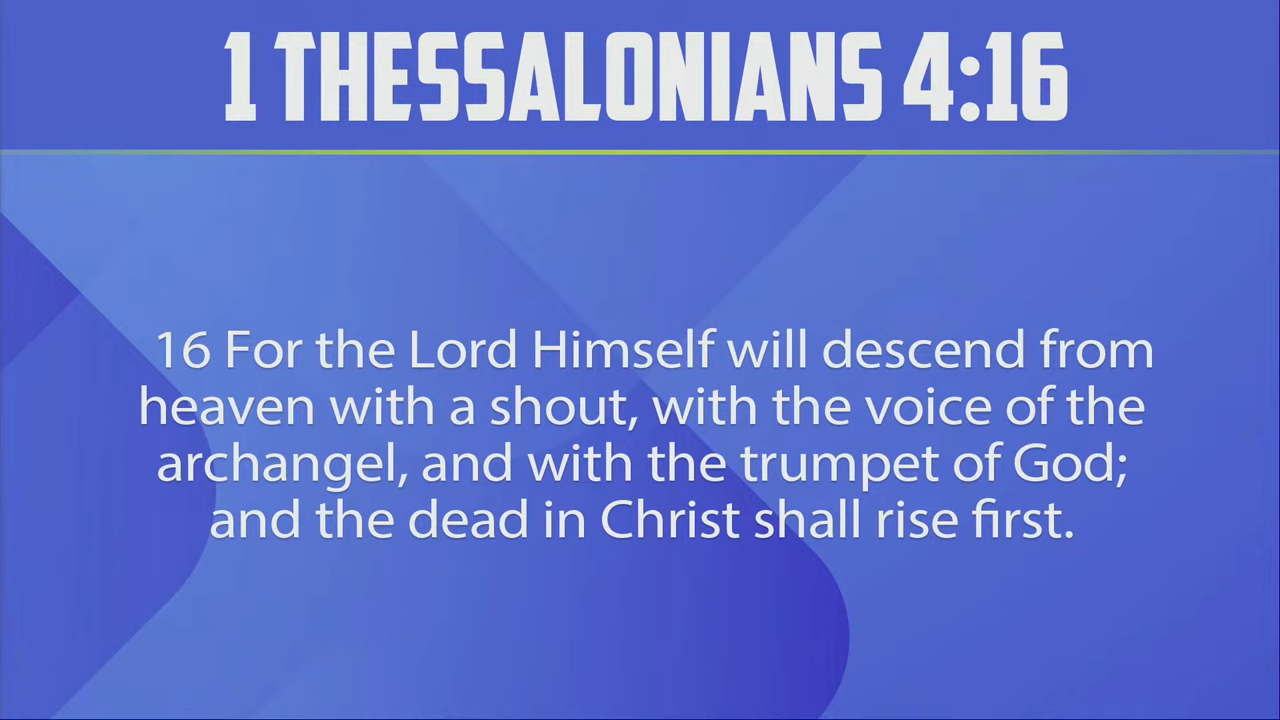 1 THESSALONIANS 4:16
16 For the Lord Himself will descend from
heaven with a shout, with the voice of the
archangel, and with the trumpet of God;
and the dead in Christ shall rise first.